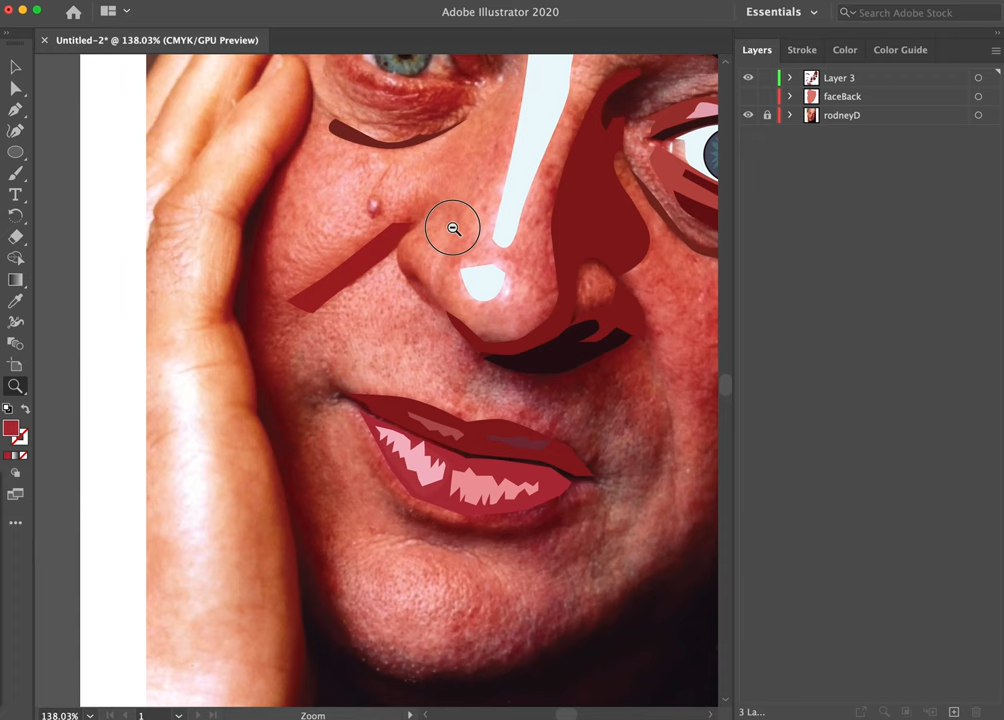 Adobe Illustrator 2020
Essentials
Search Adobe Stock
Untitled-2* @ 138.03% (CMYK/GPU Preview)
Layers
Stroke
Color
Color Guide
Layer 3
faceBack
rodneyD
138.03%
1
Zoom
3 La...